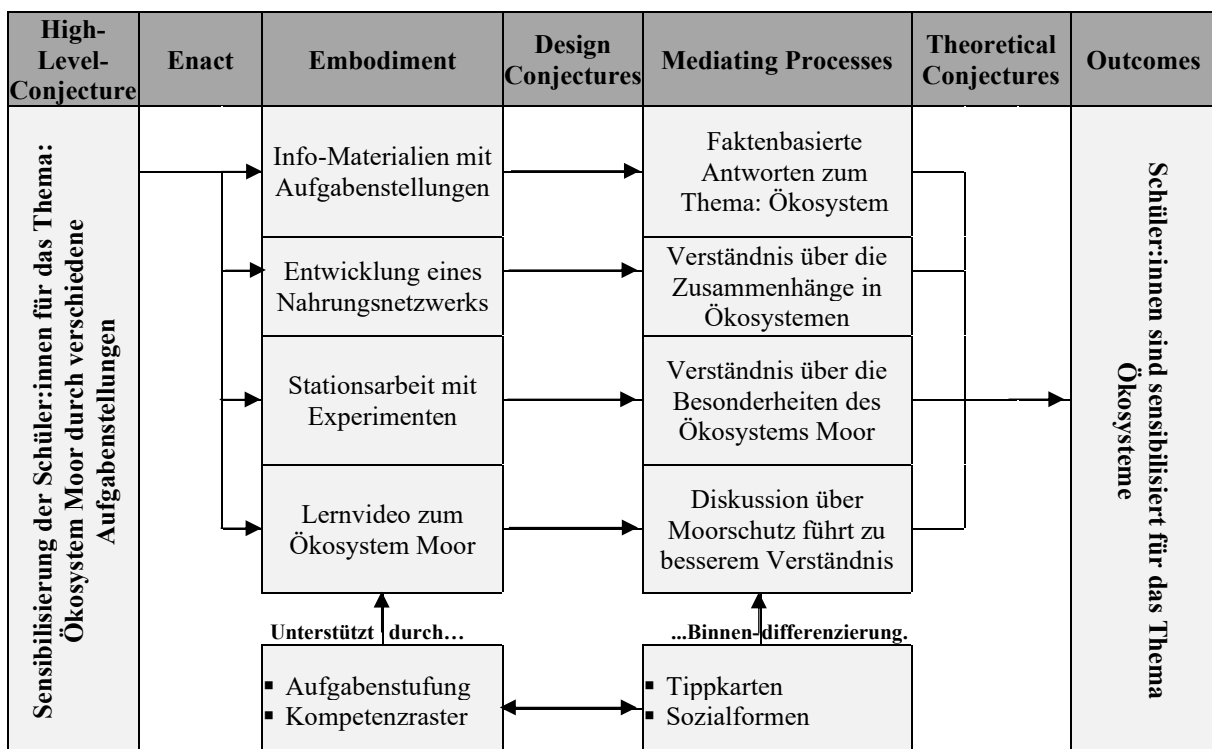 High-
Level-
Conjecture
Enact
Embodiment
Design
Conjectures
Mediating Processes
Theoretical
Conjectures
Outcomes
Sensibilisierung der Schüler:innen für das Thema:
Ökosystem Moor durch verschiedene
Aufgabenstellungen
Info-Materialien mit
Aufgabenstellungen
Faktenbasierte
Antworten zum
Thema: Ökosystem
Entwicklung eines
Nahrungsnetzwerks
Verständnis über die
Zusammenhänge in
Ökosystemen
Stationsarbeit mit
Experimenten
Verständnis über die
Besonderheiten des
Ökosystems Moor
Lernvideo zum
Ökosystem Moor
Diskussion über
Moorschutz führt zu
besserem Verständnis
Unterstützt durch…
...Binnen-differenzierung.
▪ Aufgabenstufung
▪ Kompetenzraster
▪ Tippkarten
▪ Sozialformen
Schüler:innen sind sensibilisiert für das Thema
Ökosysteme